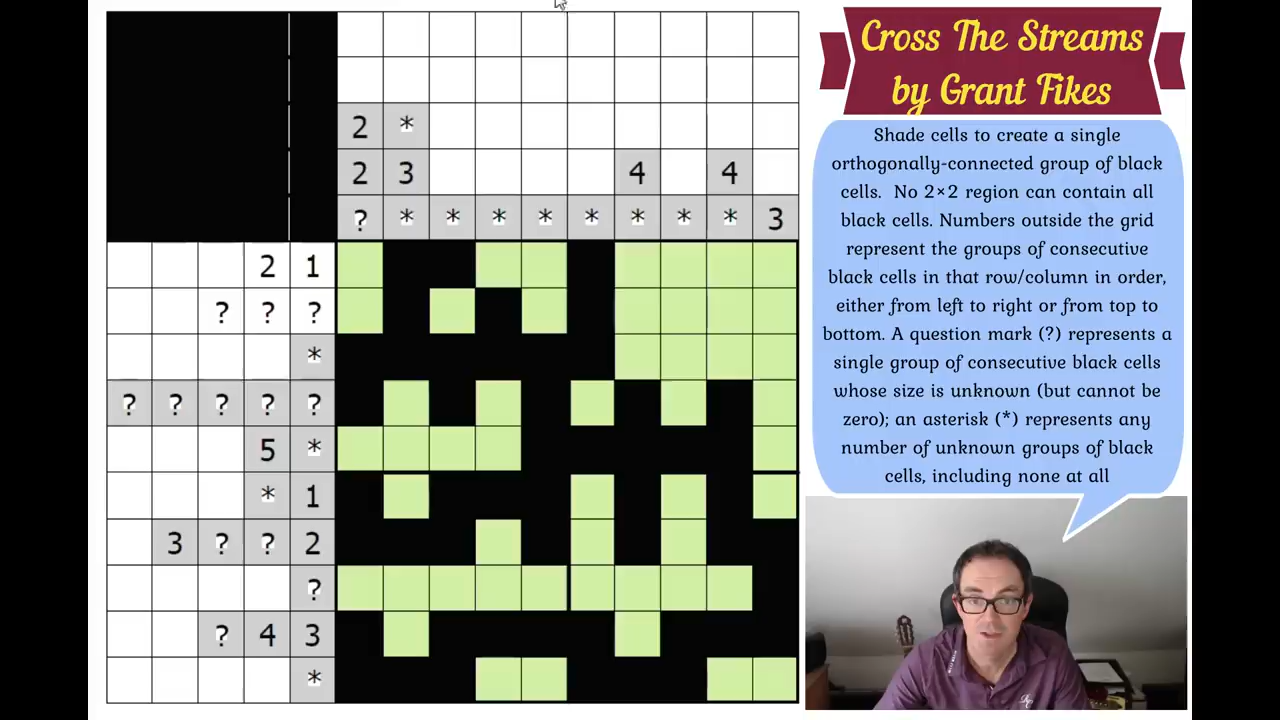 Cross The Streams
by Grant Fikes
Shade cells to create a single
orthogonally-connected group of black
cells. No 2×2 region can contain all
black cells. Numbers outside the grid
represent the groups of consecutive
black cells in that row/column in order,
either from left to right or from top to
bottom. A question mark (?) represents a
single group of consecutive black cells
whose size is unknown (but cannot be
zero); an asterisk (*) represents any
number of unknown groups of black
cells, including none at all
2 *
2 3 4 4
? * * * * * * * * 3
2 1
? ? ?
*
? ? ? ? ?
5 *
* 1
3 ? ? 2
?
? 4 3
*